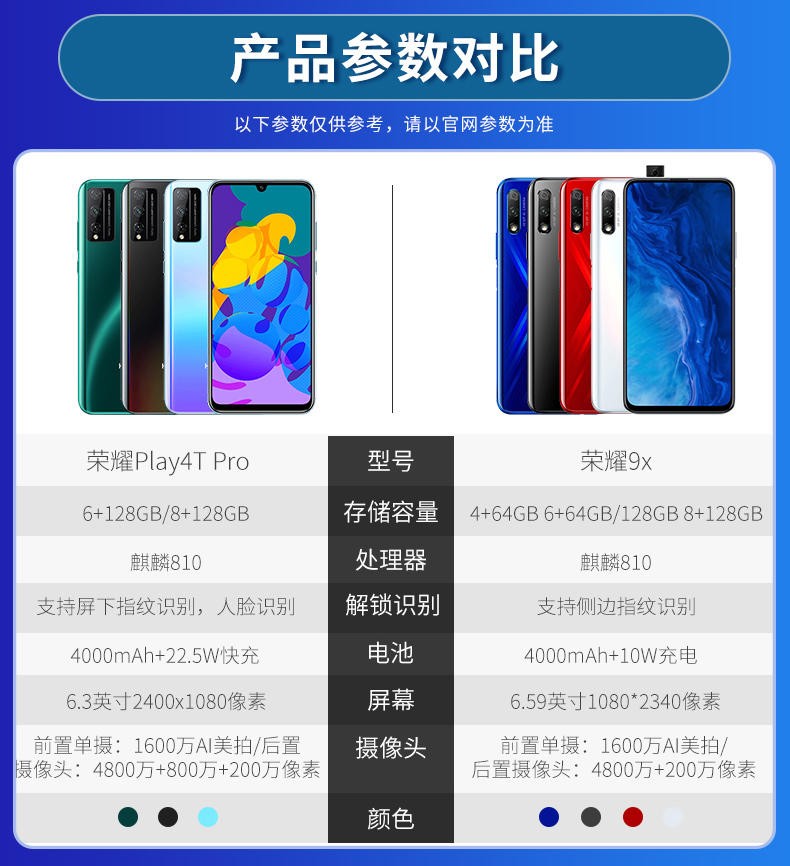 产品参数对比
以下参数仅供参考，请以官网参数为准
荣耀Play4T Pro 型号 荣耀9x
6+128GB/8+128GB 存储容量 4+64GB 6+64GB/128GB 8+128GB
麒麟810 处理器 麒麟810
支持屏下指纹识别，人脸识别 解锁识别 支持侧边指纹识别
4000mAh+22.5W快充 电池 4000mAh+10W充电
6.3英寸2400x1080像素 屏幕 6.59英寸1080*2340像素
前置单摄：1600万AI美拍/后置
摄像头：4800万+800万+200万像素
摄像头
前置单摄：1600万AI美拍/
后置摄像头：4800万+200万像素
颜色